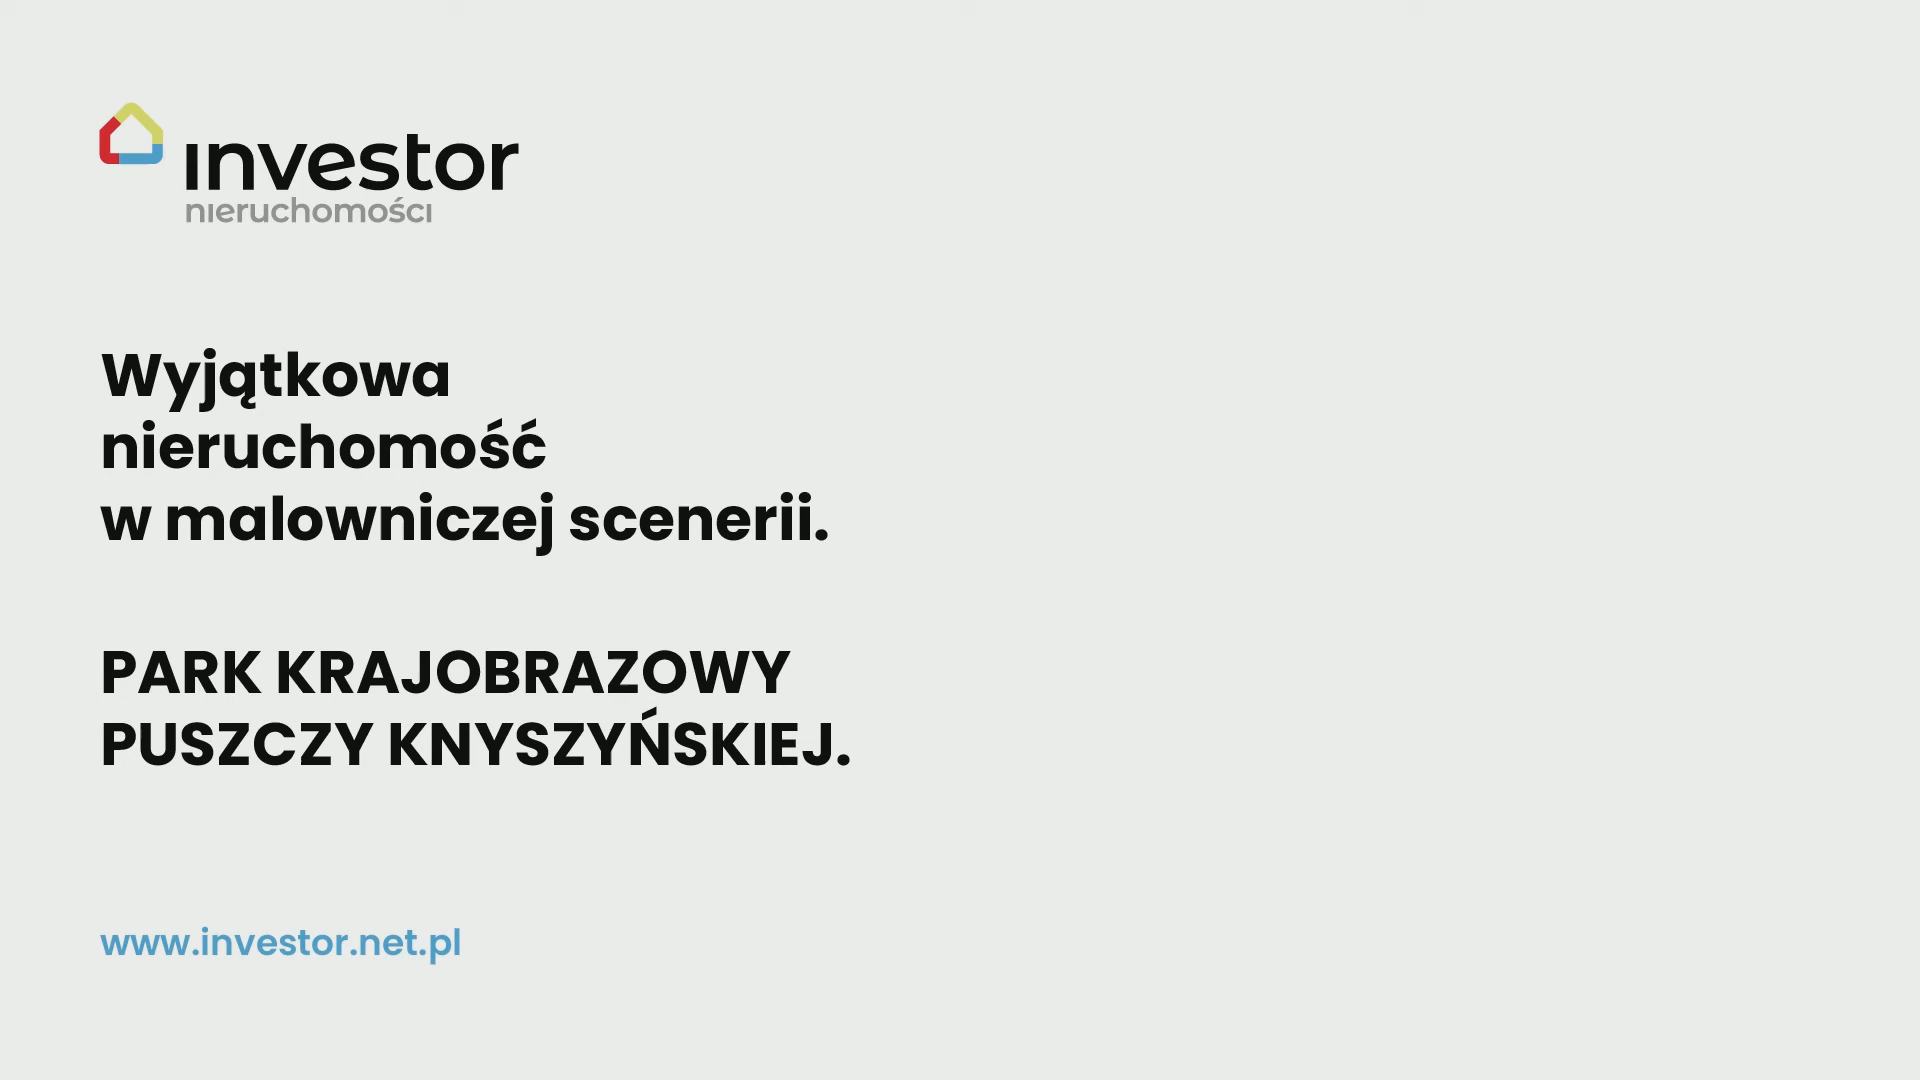 investor
nieruchomości
Wyjątkowa
nieruchomość
w malowniczej scenerii.
PARK KRAJOBRAZOWY
PUSZCZY KNYSZYŃSKIEJ.
www.investor.net.pl